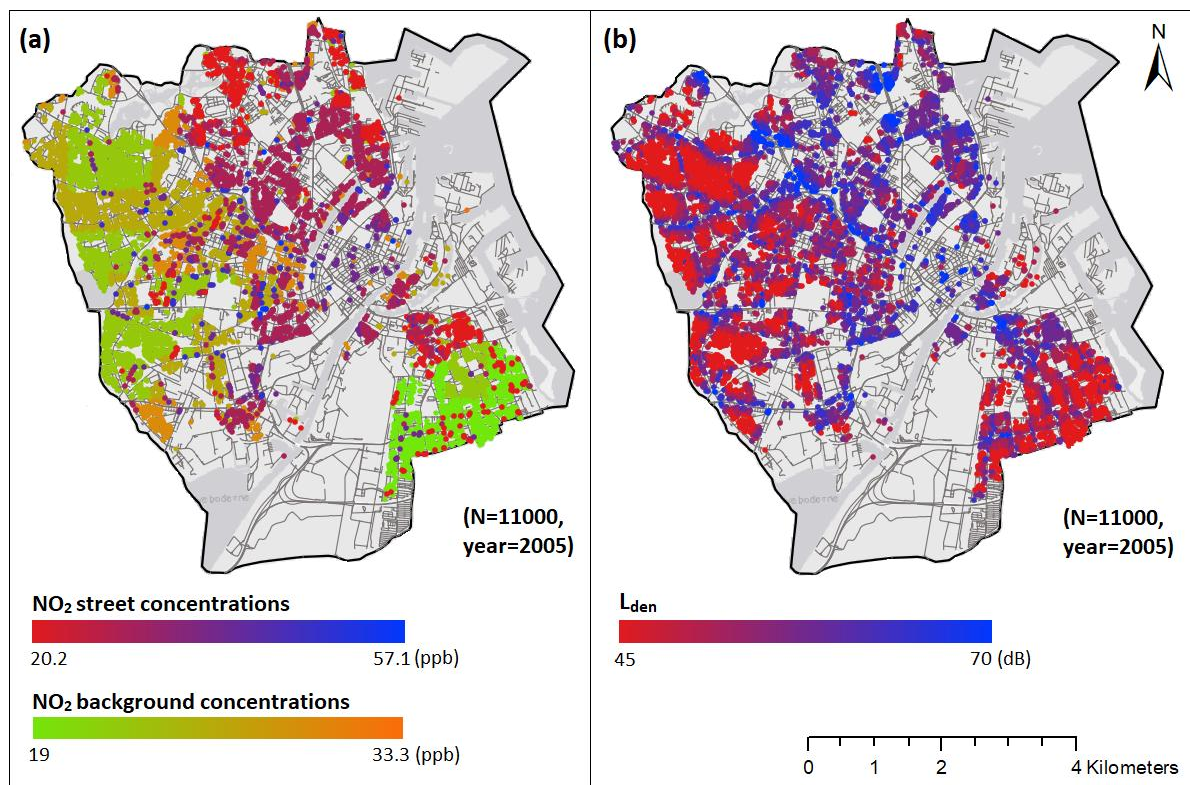 (a)
(N=11000,
year=2005)
NO₂ street concentrations
20.2 57.1 (ppb)
NO₂ background concentrations
19 33.3 (ppb)
(b)
N
(N=11000,
year=2005)
Lden
45 70 (dB)
0 1 2 4 Kilometers